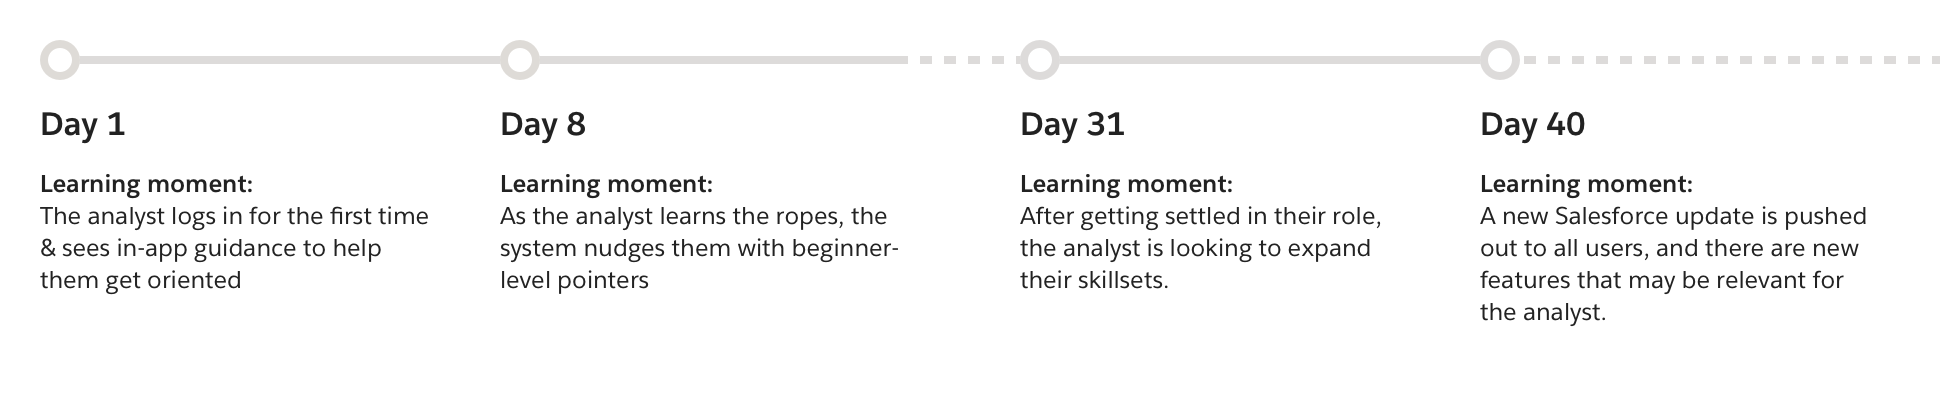 Day 1
Learning moment:
The analyst logs in for the first time
& sees in-app guidance to help
them get oriented
Day 8
Learning moment:
As the analyst learns the ropes, the
system nudges them with beginner-
level pointers
Day 31
Learning moment:
After getting settled in their role,
the analyst is looking to expand
their skillsets.
Day 40
Learning moment:
A new Salesforce update is pushed
out to all users, and there are new
features that may be relevant for
the analyst.